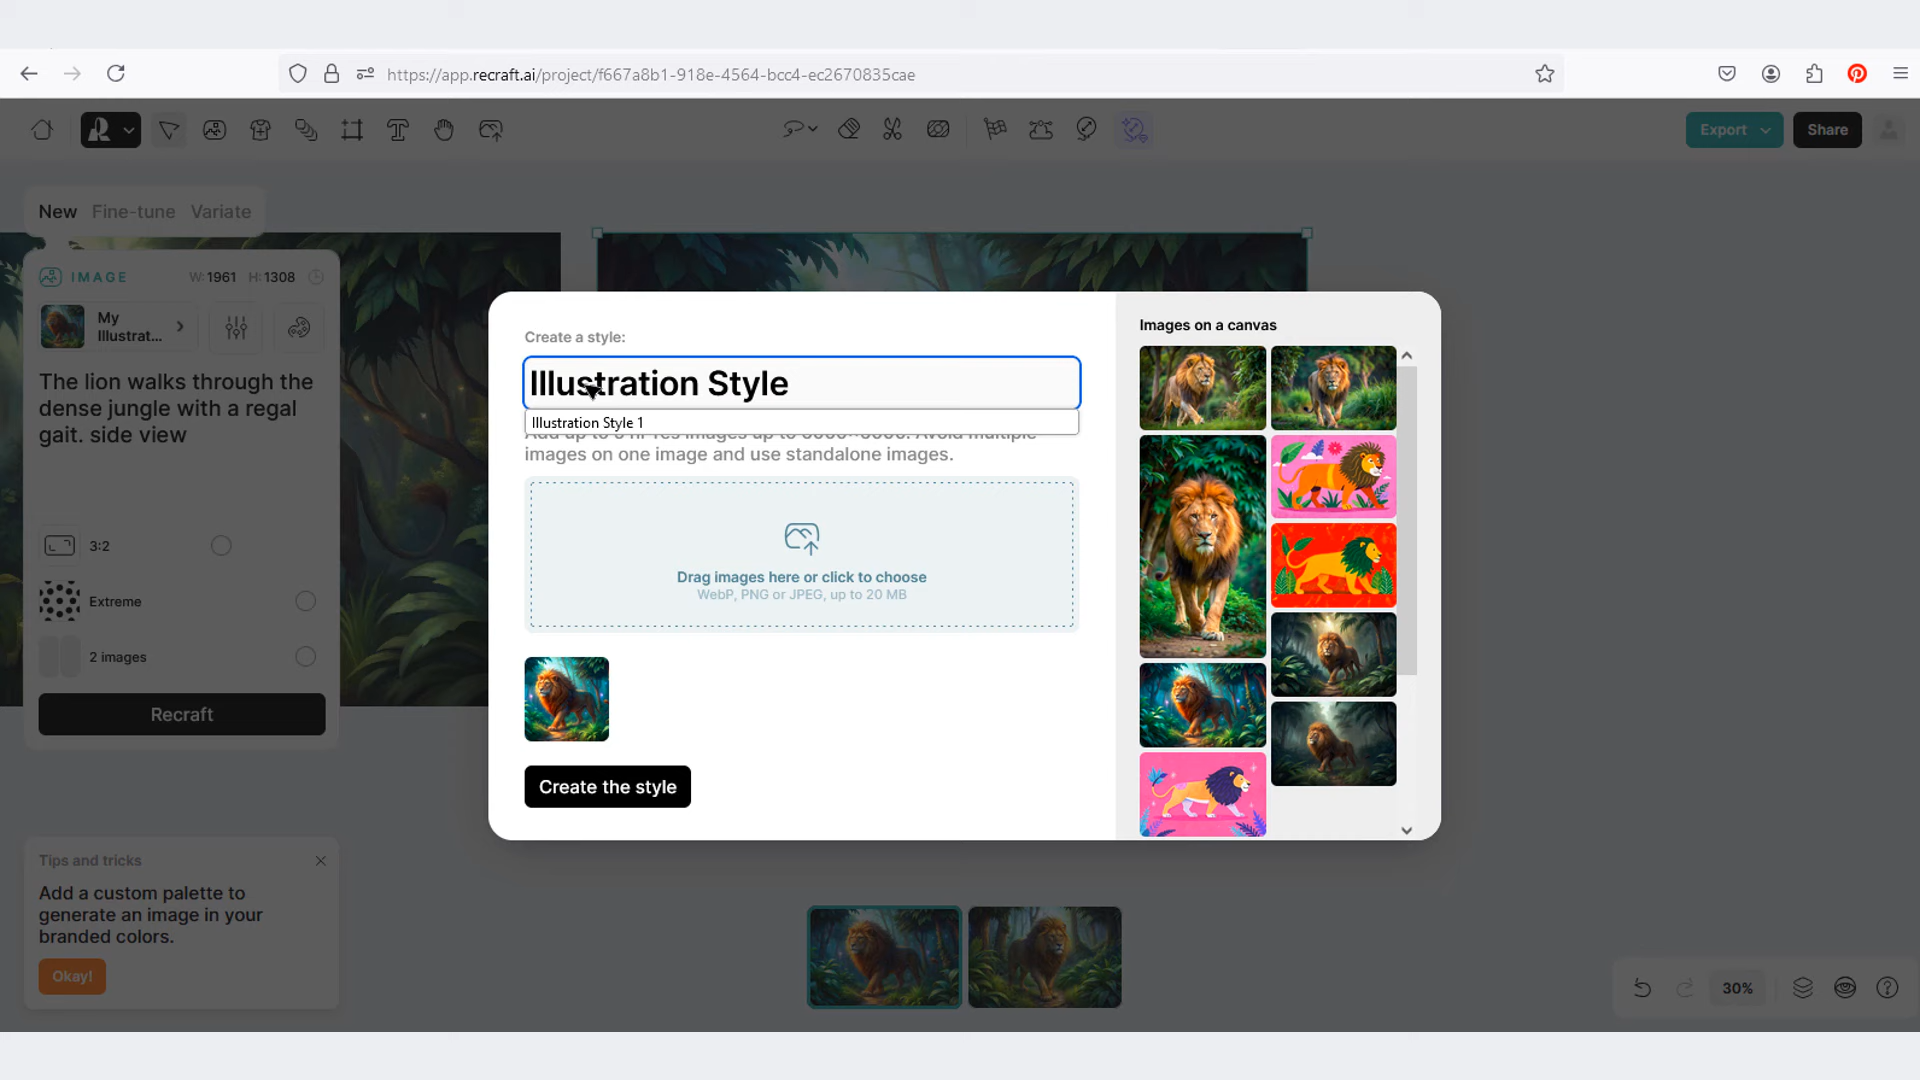 https://app.recraft.ai/project/f667a8b1-918e-4564-bcc4-ec2670835cae
Export
Share
New Fine-tune Variate
IMAGE W: 1961 H: 1308
My
Illustrat...
The lion walks through the
dense jungle with a regal
gait. side view
3:2
Extreme
2 images
Recraft
Tips and tricks
Add a custom palette to
generate an image in your
branded colors.
Okay!
Create a style:
Illustration Style
Illustration Style 1
images on one image and use standalone images.
Drag images here or click to choose
WebP, PNG or JPEG, up to 20 MB
Create the style
Images on a canvas
30%